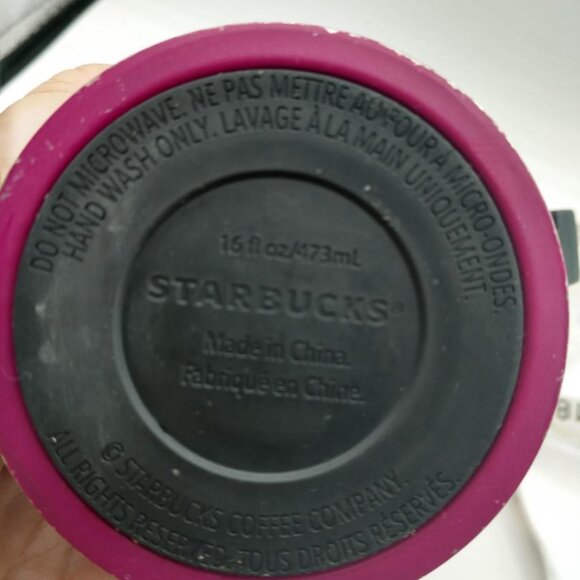 DO NOT MICROWAVE. NE PAS METTRE AU FOUR À MICRO-ONDES.
HAND WASH ONLY. LAVAGE À LA MAIN UNIQUEMENT.
16 fl oz/473mL
STARBUCKS®
Made in China.
Fabriqué en Chine.
© STARBUCKS COFFEE COMPANY.
ALL RIGHTS RESERVED. TOUS DROITS RÉSERVÉS.